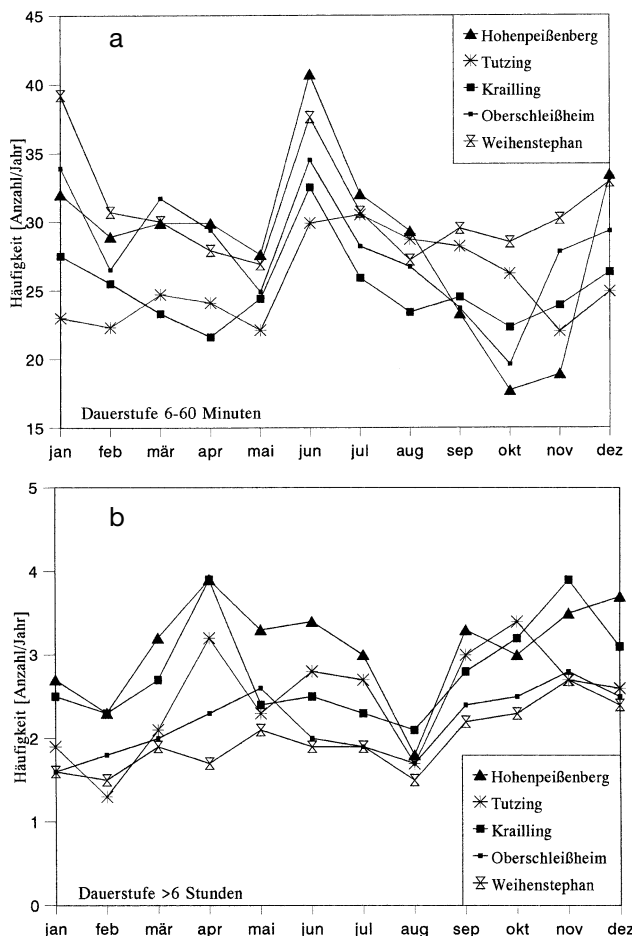 45
a
Hohenpeißenberg
Tutzing
Krailling
Oberschleißheim
Weihenstephan
40
35
30
25
20
15
Häufigkeit [Anzahl/Jahr]
Dauerstufe 6-60 Minuten
jan feb mär apr mai jun jul aug sep okt nov dez
5
b
4
3
2
1
0
Häufigkeit [Anzahl/Jahr]
Hohenpeißenberg
Tutzing
Krailling
Oberschleißheim
Weihenstephan
Dauerstufe >6 Stunden
jan feb mär apr mai jun jul aug sep okt nov dez